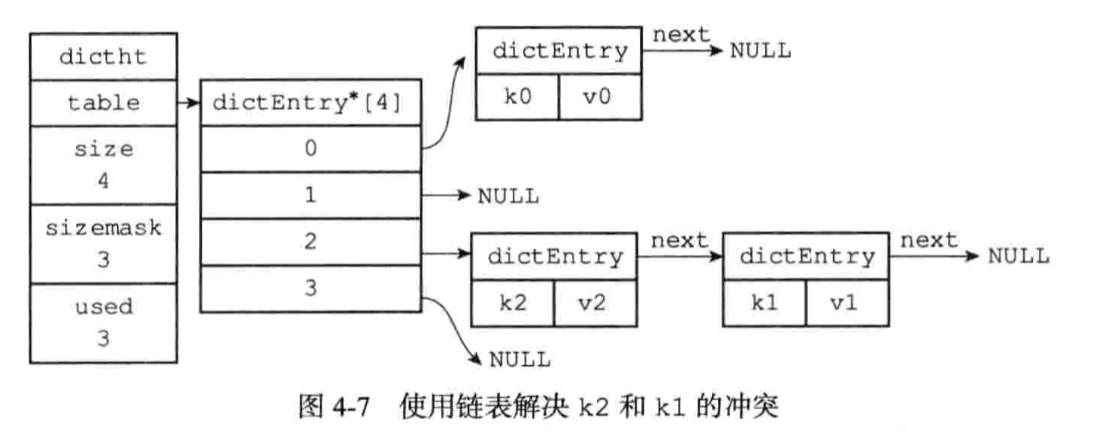 dictht
table
size
4
sizemask
3
used
3
dictEntry*[4]
0
1
2
3
dictEntry
k0 v0
next
NULL
NULL
dictEntry
k2 v2
next
dictEntry
k1 v1
next
NULL
NULL
图 4-7 使用链表解决 k2 和 k1 的冲突